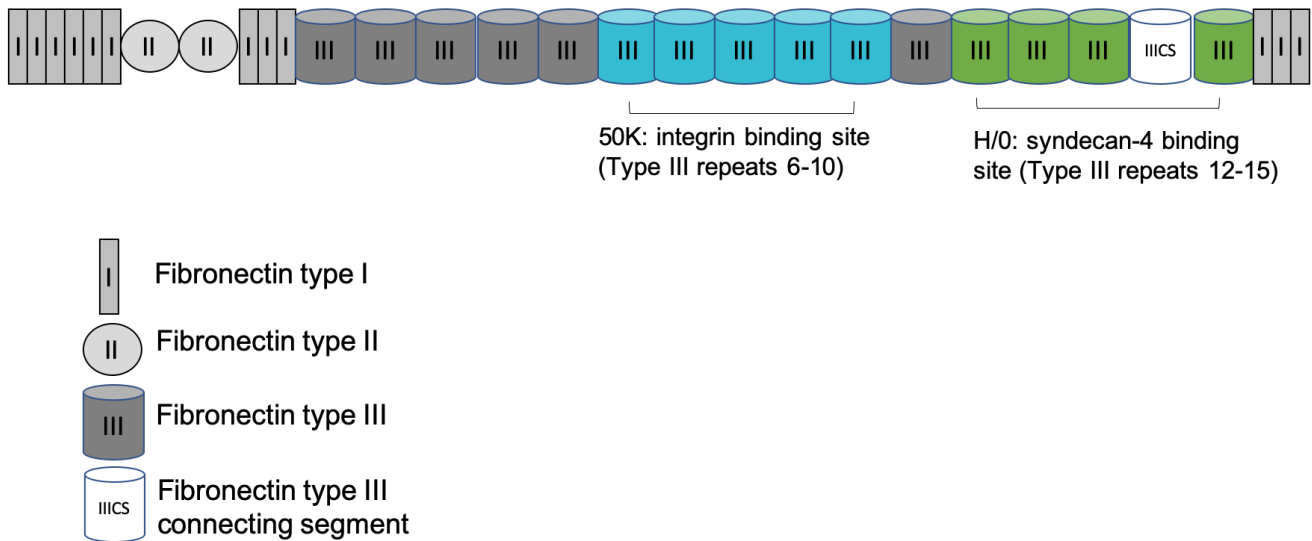 I I I I I I II II I I I III III III III III III III III III III III III III III IIICS III I I I
50K: integrin binding site
(Type III repeats 6-10)
H/0: syndecan-4 binding
site (Type III repeats 12-15)
I Fibronectin type I
II Fibronectin type II
III Fibronectin type III
IIICS Fibronectin type III
connecting segment